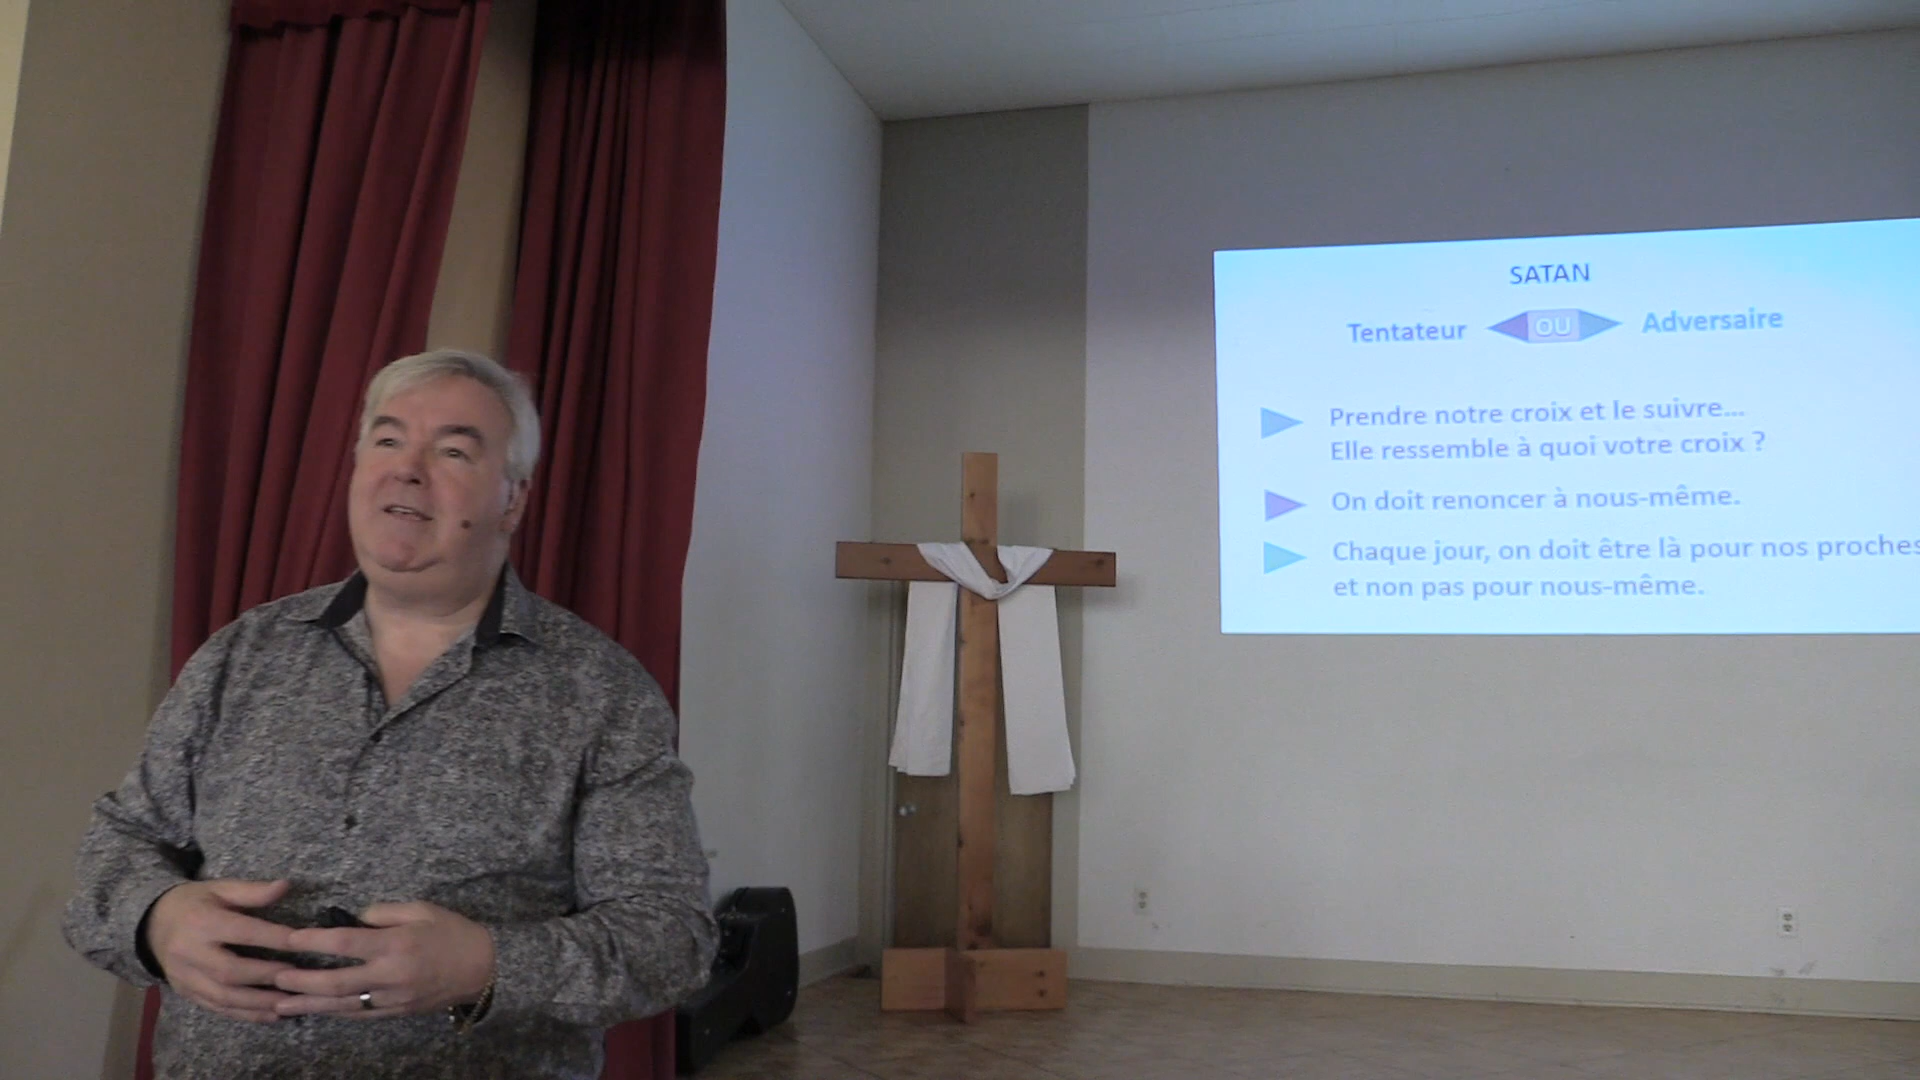 SATAN
Tentateur OU Adversaire
Prendre notre croix et le suivre...
Elle ressemble à quoi votre croix ?
On doit renoncer à nous-même.
Chaque jour, on doit être là pour nos proches
et non pas pour nous-même.